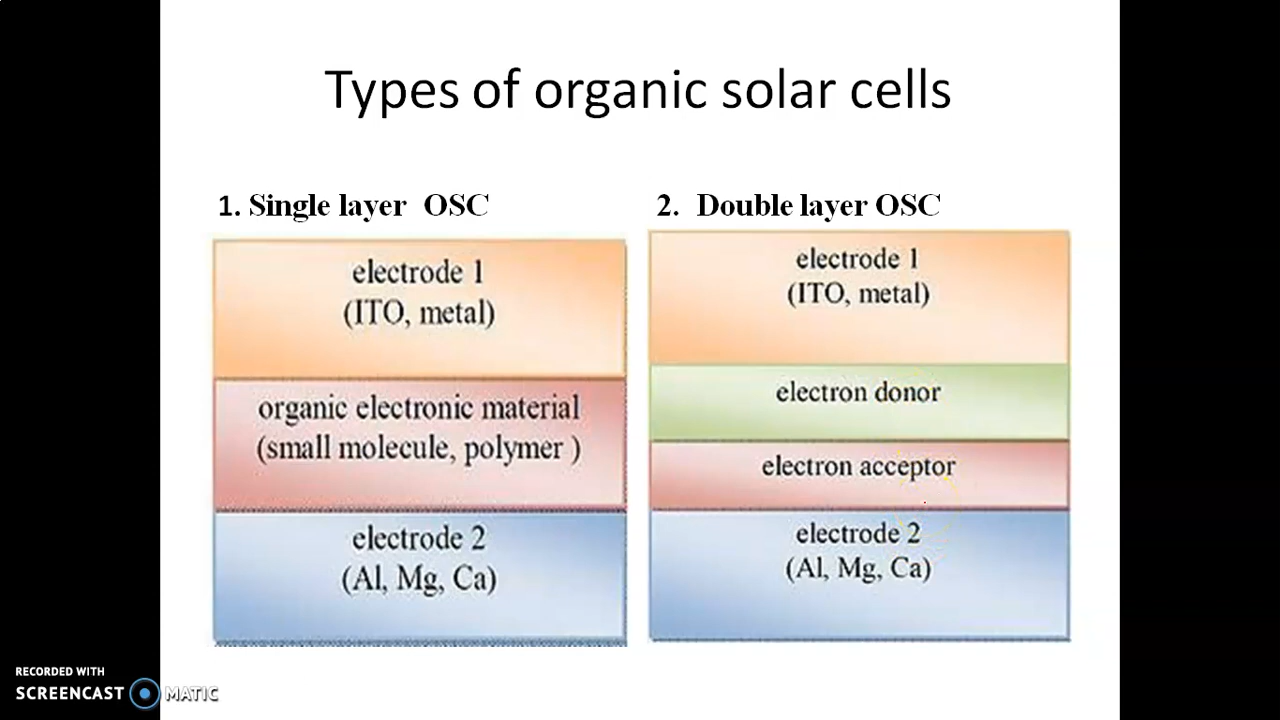 Types of organic solar cells
1. Single layer OSC
electrode 1
(ITO, metal)
organic electronic material
(small molecule, polymer )
electrode 2
(Al, Mg, Ca)
2. Double layer OSC
electrode 1
(ITO, metal)
electron donor
electron acceptor
electrode 2
(Al, Mg, Ca)
RECORDED WITH
SCREENCAST MATIC